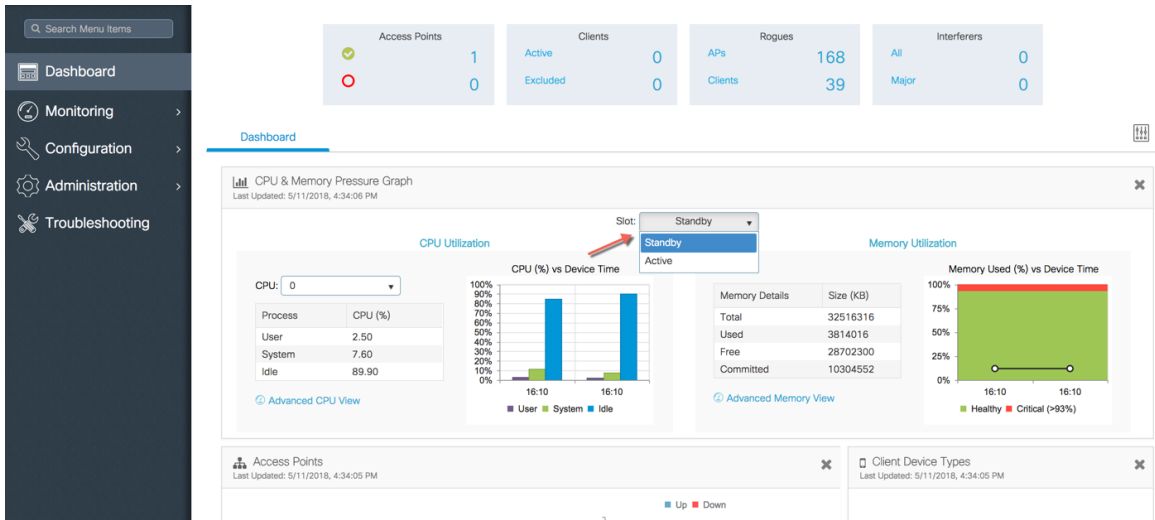 Search Menu Items
Dashboard
Monitoring
Configuration
Administration
Troubleshooting
Access Points
1
0
Clients
Active 0
Excluded 0
Rogues
APs 168
Clients 39
Interferers
All 0
Major 0
Dashboard
CPU & Memory Pressure Graph
Last Updated: 5/11/2018, 4:34:06 PM
Slot: Standby
Standby
Active
CPU Utilization
CPU: 0
Process CPU (%)
User 2.50
System 7.60
Idle 89.90
Advanced CPU View
CPU (%) vs Device Time
100%
90%
80%
70%
60%
50%
40%
30%
20%
10%
0%
16:10 16:10
User System Idle
Memory Utilization
Memory Details Size (KB)
Total 32516316
Used 3814016
Free 28702300
Committed 10304552
Advanced Memory View
Memory Used (%) vs Device Time
100%
75%
50%
25%
0%
16:10 16:10
Healthy Critical (>93%)
Access Points
Last Updated: 5/11/2018, 4:34:05 PM
Up Down
Client Device Types
Last Updated: 5/11/2018, 4:34:05 PM